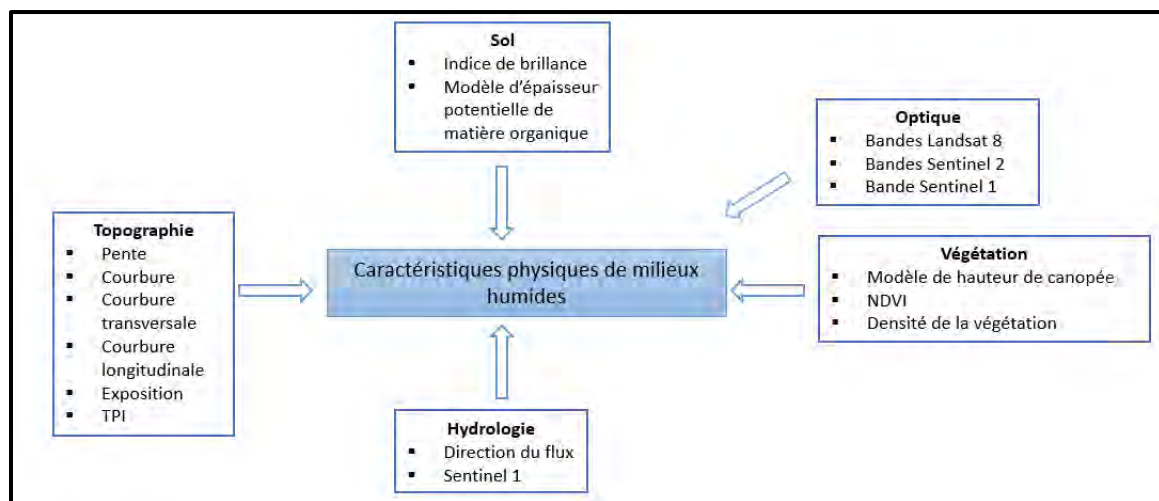 Sol
▪ Indice de brillance
▪ Modèle d'épaisseur
potentielle de
matière organique
Optique
▪ Bandes Landsat 8
▪ Bandes Sentinel 2
▪ Bande Sentinel 1
Topographie
▪ Pente
▪ Courbure
▪ Courbure
transversale
▪ Courbure
longitudinale
▪ Exposition
▪ TPI
Caractéristiques physiques de milieux
humides
Végétation
▪ Modèle de hauteur de canopée
▪ NDVI
▪ Densité de la végétation
Hydrologie
▪ Direction du flux
▪ Sentinel 1